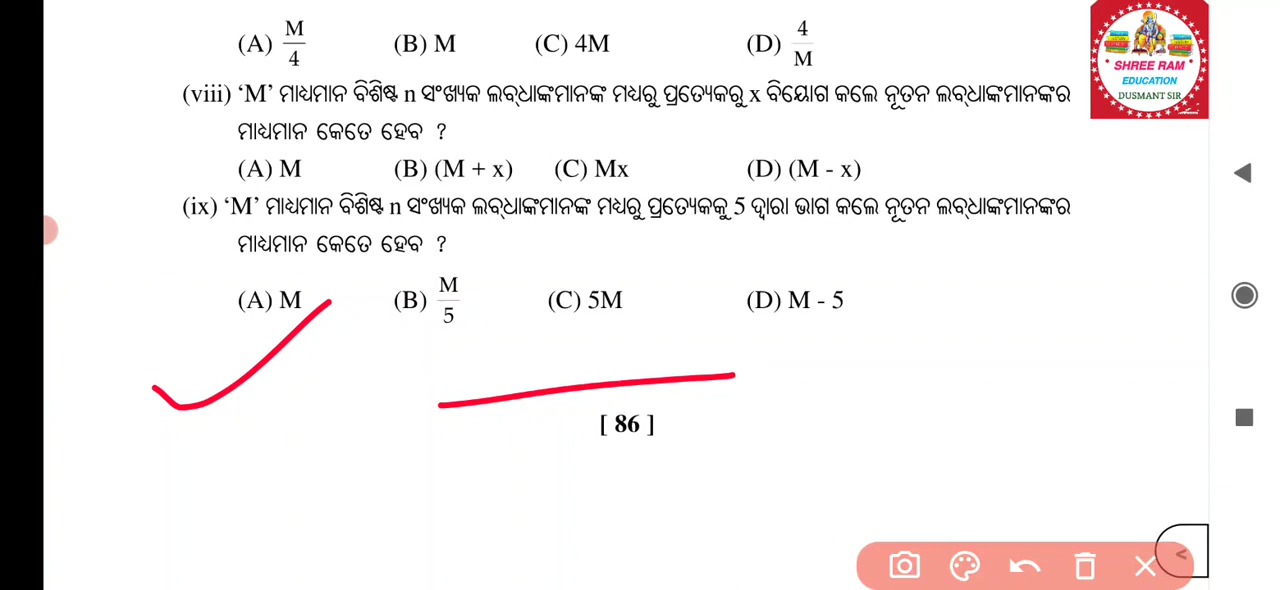 (A) M/4 (B) M (C) 4M (D) 4/M
SHREE RAM
EDUCATION
DUSMANT SIR
(viii) ‘M’ ମାଧ୍ୟମାନ ବିଶିଷ୍ଟ n ସଂଖ୍ୟକ ଲବ୍‌ଧାଙ୍କମାନଙ୍କ ମଧ୍ୟରୁ ପ୍ରତ୍ୟେକରୁ x ବିୟୋଗ କଲେ ନୂତନ ଲବ୍‌ଧାଙ୍କମାନଙ୍କର
ମାଧ୍ୟମାନ କେତେ ହେବ ?
(A) M (B) (M + x) (C) Mx (D) (M - x)
(ix) ‘M’ ମାଧ୍ୟମାନ ବିଶିଷ୍ଟ n ସଂଖ୍ୟକ ଲବ୍‌ଧାଙ୍କମାନଙ୍କ ମଧ୍ୟରୁ ପ୍ରତ୍ୟେକକୁ 5 ଦ୍ୱାରା ଭାଗ କଲେ ନୂତନ ଲବ୍‌ଧାଙ୍କମାନଙ୍କର
ମାଧ୍ୟମାନ କେତେ ହେବ ?
(A) M (B) M/5 (C) 5M (D) M - 5
[ 86 ]